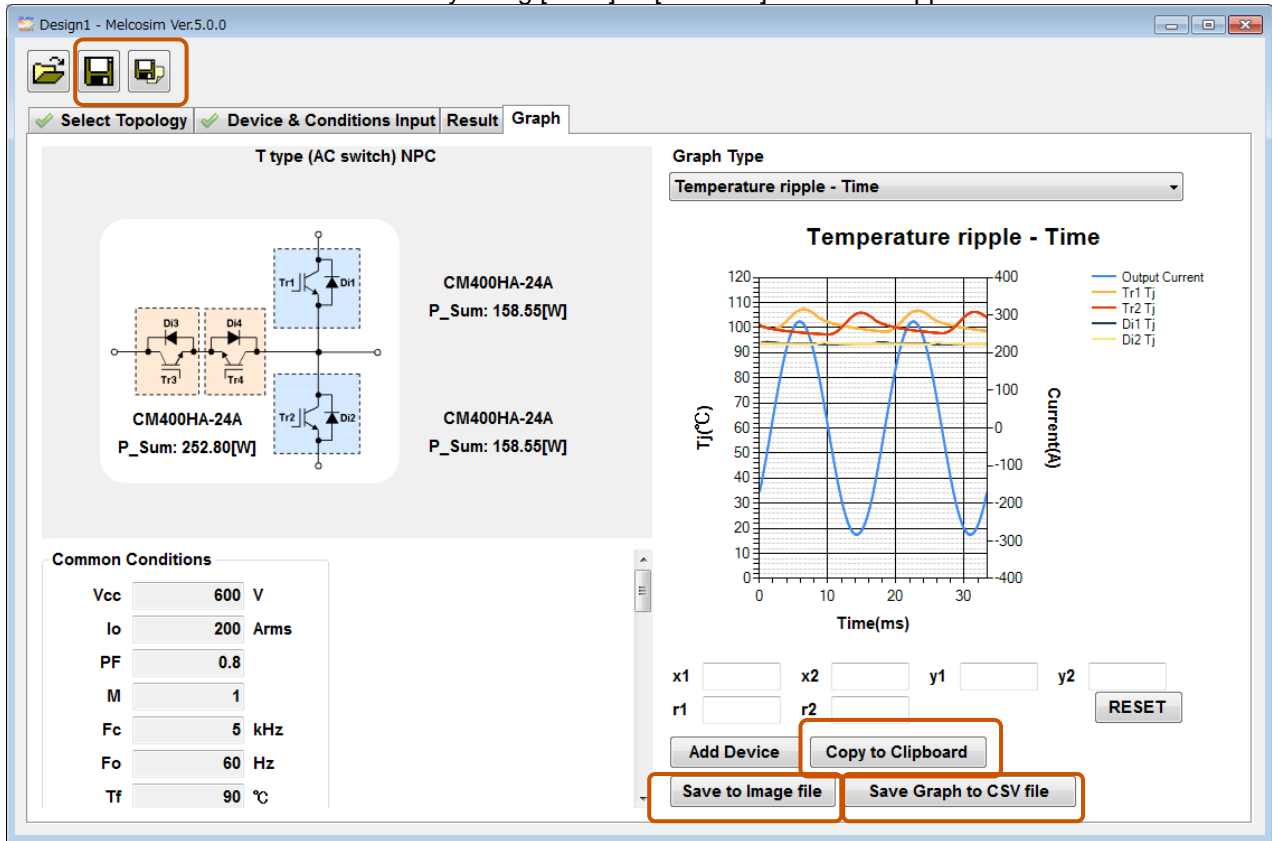 Design1 - Melcosim Ver.5.0.0
Select Topology Device & Conditions Input Result Graph
T type (AC switch) NPC
Tr1 Di1
CM400HA-24A
P_Sum: 158.55[W]
Di3 Di4
Tr3 Tr4
CM400HA-24A
P_Sum: 252.80[W]
Tr2 Di2
CM400HA-24A
P_Sum: 158.55[W]
Common Conditions
Vcc 600 V
Io 200 Arms
PF 0.8
M 1
Fc 5 kHz
Fo 60 Hz
Tf 90 ℃
Graph Type
Temperature ripple - Time
Temperature ripple - Time
120
110
100
90
80
70
60
50
40
30
20
10
0
Tj(℃)
400
300
200
-100
-0
-100
-200
-300
-400
Current(A)
0 10 20 30
Time(ms)
Output Current
Tr1 Tj
Tr2 Tj
Di1 Tj
Di2 Tj
x1 x2 y1 y2
r1 r2 RESET
Add Device Copy to Clipboard
Save to Image file Save Graph to CSV file